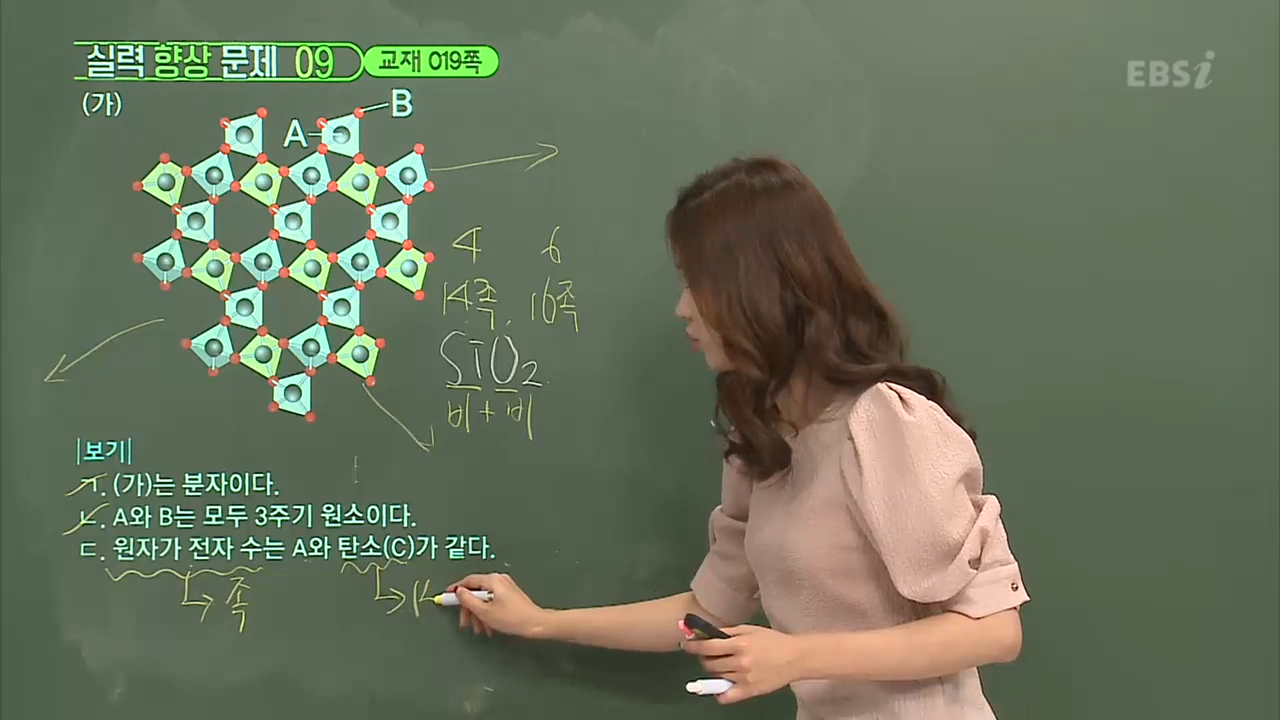 실력 향상 문제 09 교재 019쪽
EBSi
(가)
B
A
4 6
14족, 16족
SiO2
비+비
|보기|
ㄱ. (가)는 분자이다.
ㄴ. A와 B는 모두 3주기 원소이다.
ㄷ. 원자가 전자 수는 A와 탄소(C)가 같다.
족